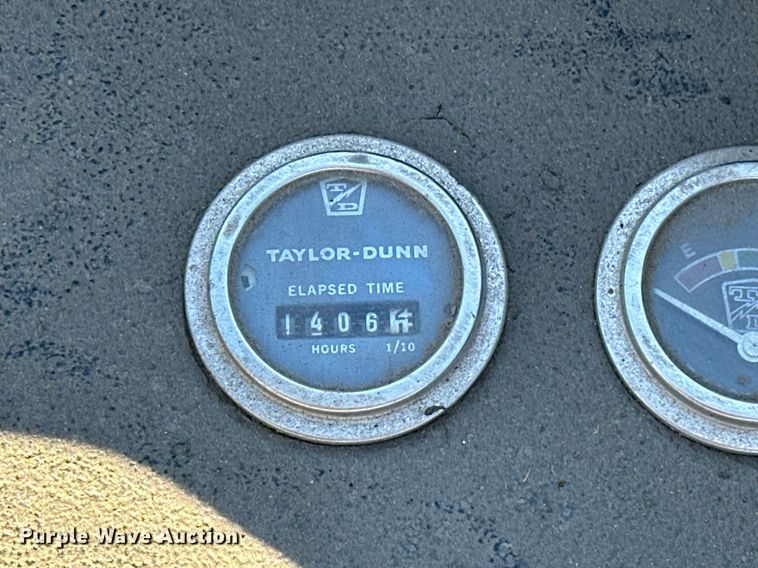 T/D
TAYLOR-DUNN
ELAPSED TIME
1406
HOURS 1/10
E
Purple Wave Auction